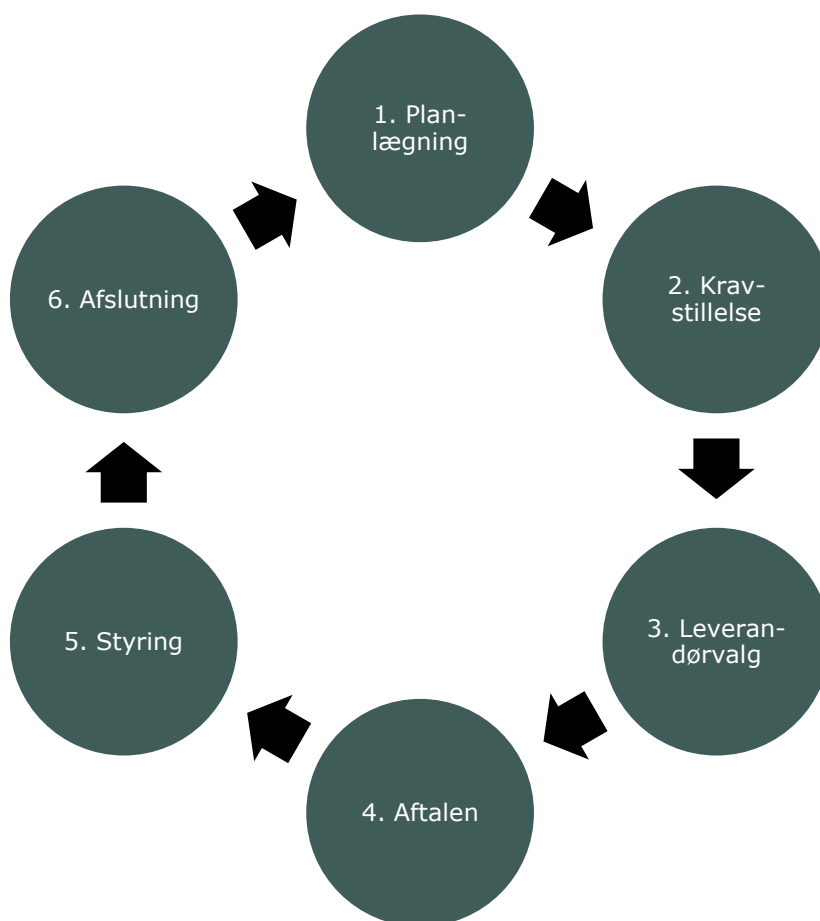 1. Plan-
lægning
2. Krav-
stillelse
3. Leveran-
dørvalg
4. Aftalen
5. Styring
6. Afslutning